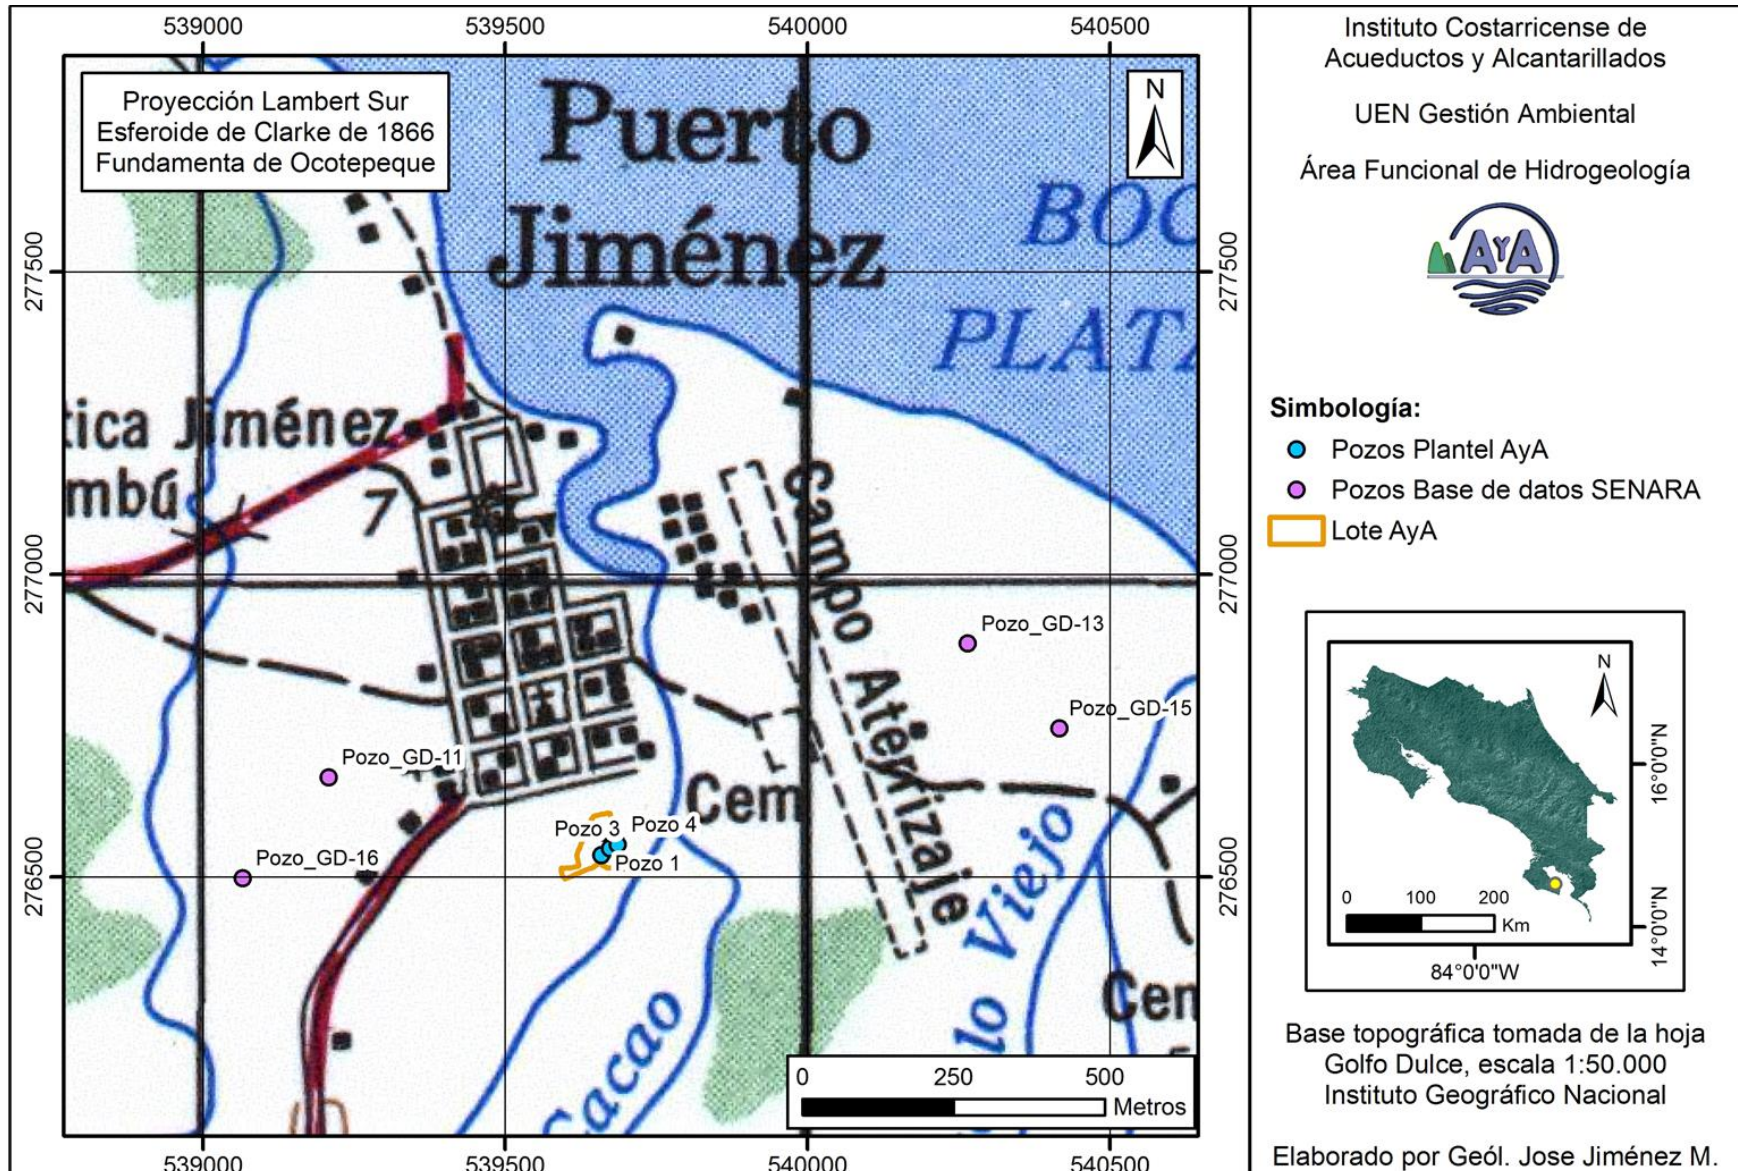 539000
539500
540000
540500
Proyección Lambert Sur
Esferoide de Clarke de 1866
Fundamenta de Ocotepeque
N
Puerto
Jiménez
BOC
PLATA
277500
277500
tica Jiménez
mbú
7
Campo Aterrizaje
277000
277000
Pozo_GD-13
Pozo_GD-15
Pozo_GD-11
Cem
Pozo 3
Pozo 4
Pozo 1
Pozo_GD-16
276500
276500
lo Viejo
Cacao
Cem
0 250 500
Metros
539000
539500
540000
540500
Instituto Costarricense de
Acueductos y Alcantarillados
UEN Gestión Ambiental
Área Funcional de Hidrogeología
AyA
Simbología:
Pozos Plantel AyA
Pozos Base de datos SENARA
Lote AyA
N
16°0'0"N
0 100 200
Km
14°0'0"N
84°0'0"W
Base topográfica tomada de la hoja
Golfo Dulce, escala 1:50.000
Instituto Geográfico Nacional
Elaborado por Geól. Jose Jiménez M.